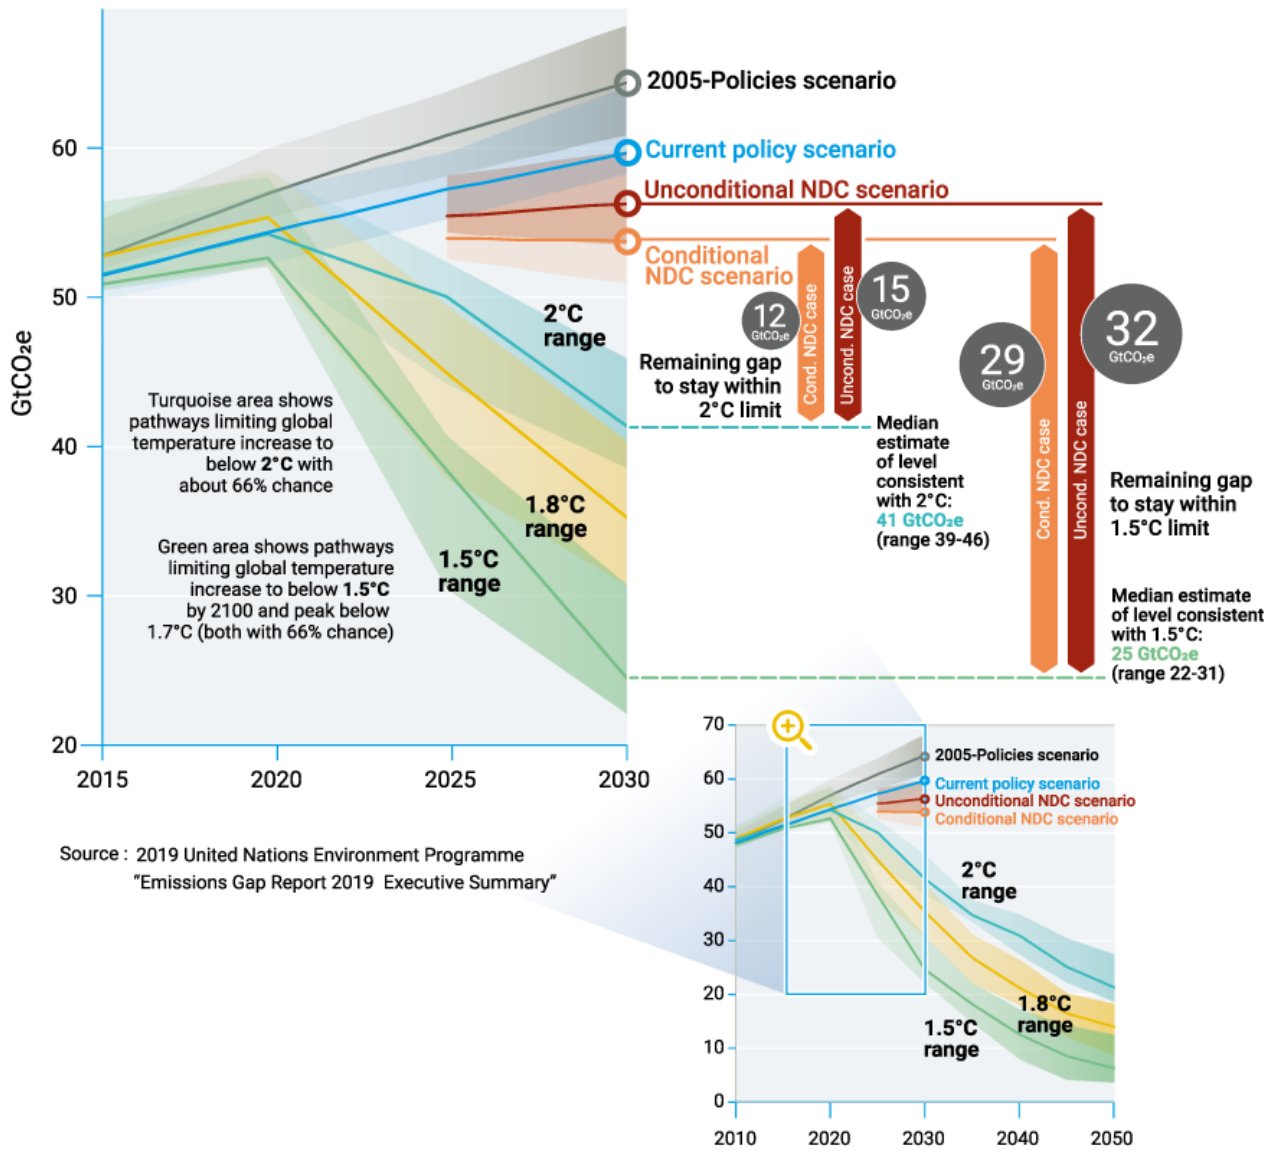 2005-Policies scenario
60
Current policy scenario
Unconditional NDC scenario
Conditional
NDC scenario
50
2°C
range
12
GtCO₂e
15
GtCO₂e
Cond. NDC case
Uncond. NDC case
29
GtCO₂e
32
GtCO₂e
Cond. NDC case
Uncond. NDC case
GtCO₂e
Remaining gap
to stay within
2°C limit
Turquoise area shows
pathways limiting global
temperature increase to
below 2°C with
about 66% chance
40
Median
estimate
of level
consistent
with 2°C:
41 GtCO₂e
(range 39-46)
Remaining gap
to stay within
1.5°C limit
1.8°C
range
1.5°C
range
Green area shows pathways
limiting global temperature
increase to below 1.5°C
by 2100 and peak below
1.7°C (both with 66% chance)
30
Median estimate
of level consistent
with 1.5°C:
25 GtCO₂e
(range 22-31)
20
2015
2020
2025
2030
70
2005-Policies scenario
60
Current policy scenario
Unconditional NDC scenario
Conditional NDC scenario
50
2°C
range
40
30
20
1.8°C
range
1.5°C
range
10
0
2010
2020
2030
2040
2050
Source : 2019 United Nations Environment Programme
“Emissions Gap Report 2019 Executive Summary”